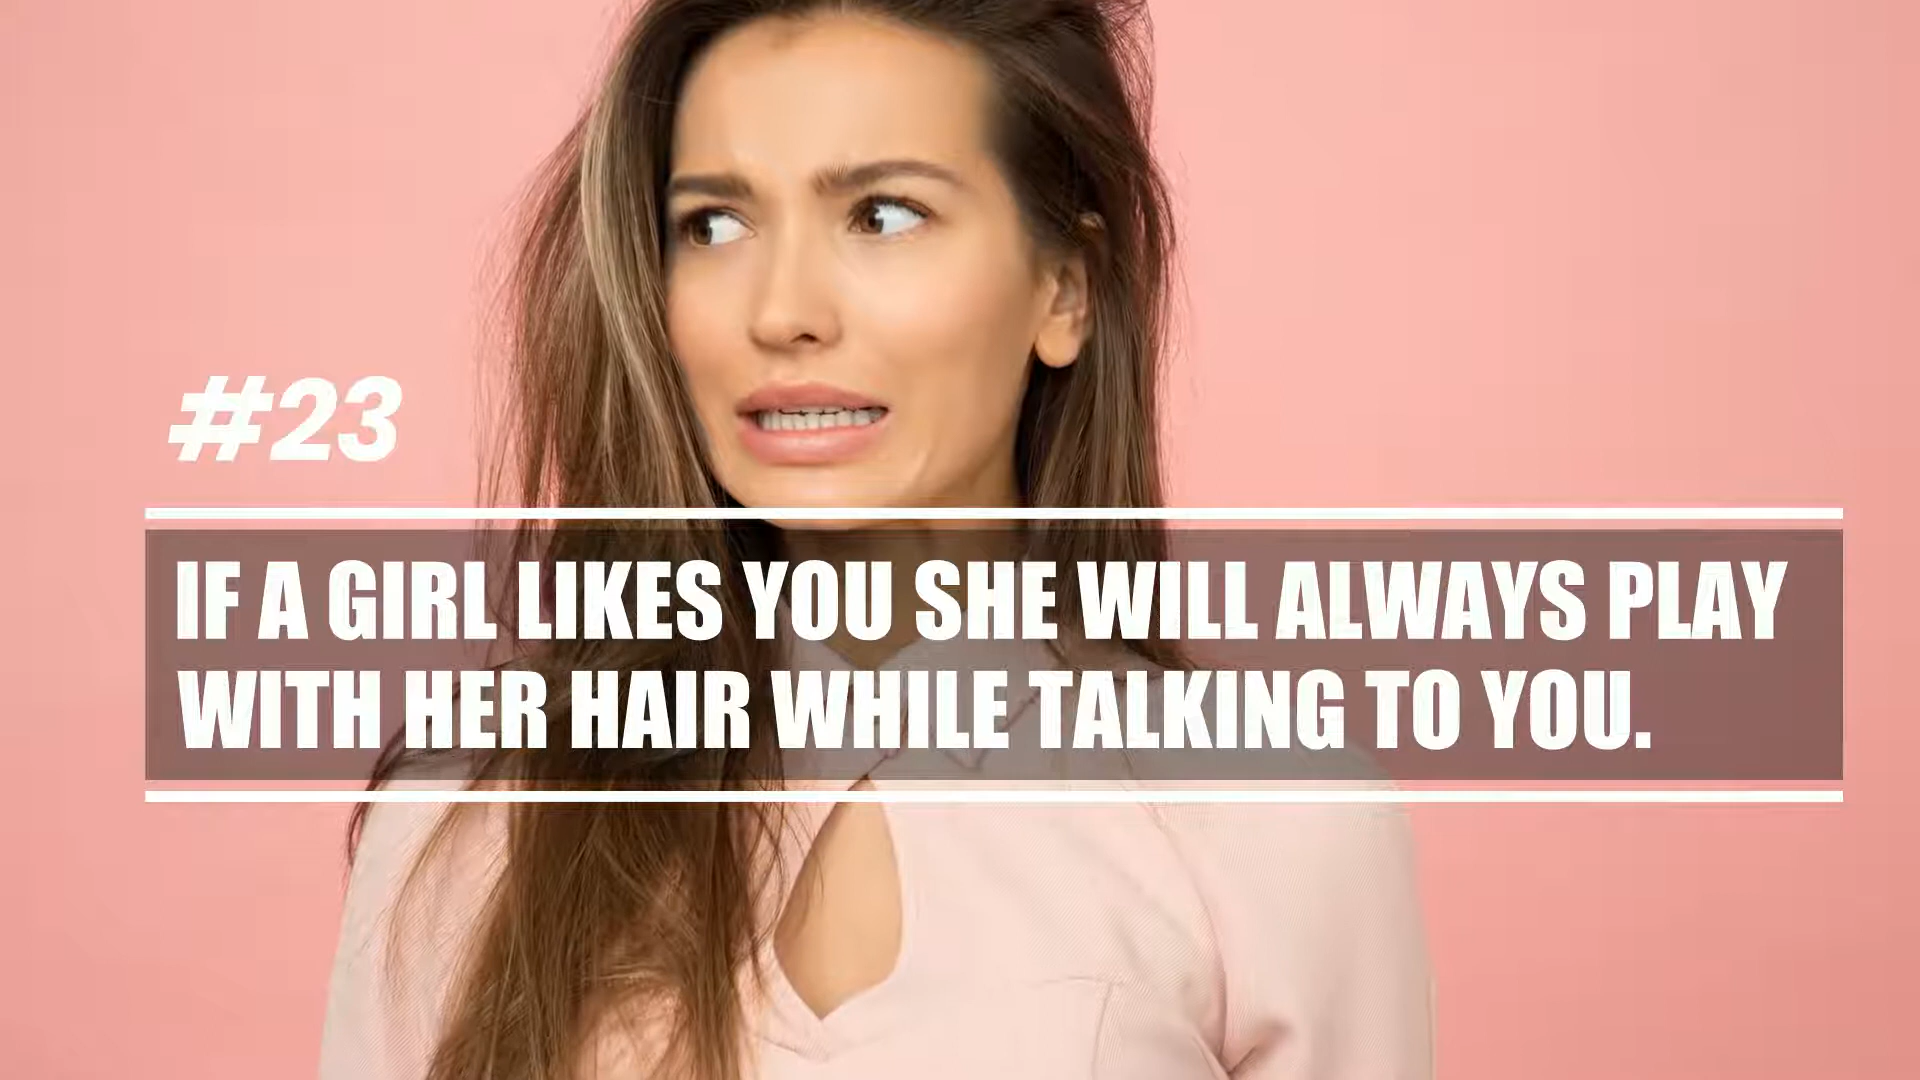 #23
IF A GIRL LIKES YOU SHE WILL ALWAYS PLAY
WITH HER HAIR WHILE TALKING TO YOU.